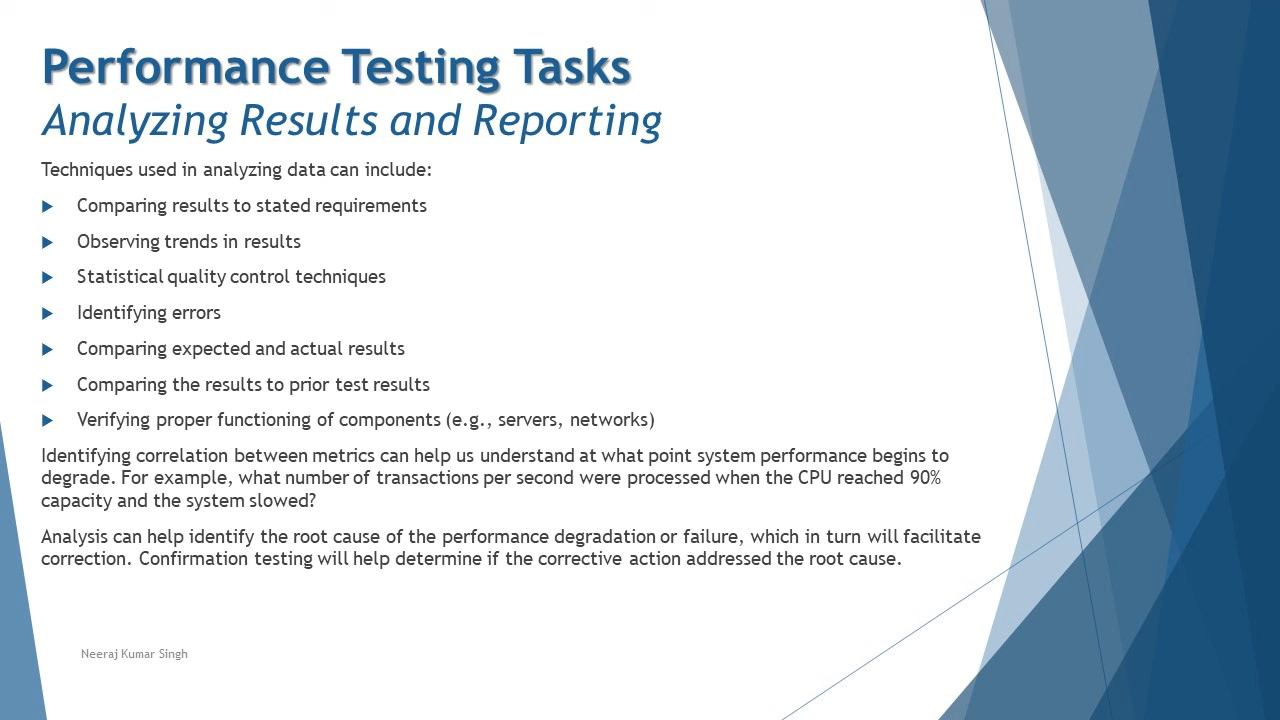 Performance Testing Tasks
Analyzing Results and Reporting
Techniques used in analyzing data can include:
Comparing results to stated requirements
Observing trends in results
Statistical quality control techniques
Identifying errors
Comparing expected and actual results
Comparing the results to prior test results
Verifying proper functioning of components (e.g., servers, networks)
Identifying correlation between metrics can help us understand at what point system performance begins to
degrade. For example, what number of transactions per second were processed when the CPU reached 90%
capacity and the system slowed?
Analysis can help identify the root cause of the performance degradation or failure, which in turn will facilitate
correction. Confirmation testing will help determine if the corrective action addressed the root cause.
Neeraj Kumar Singh